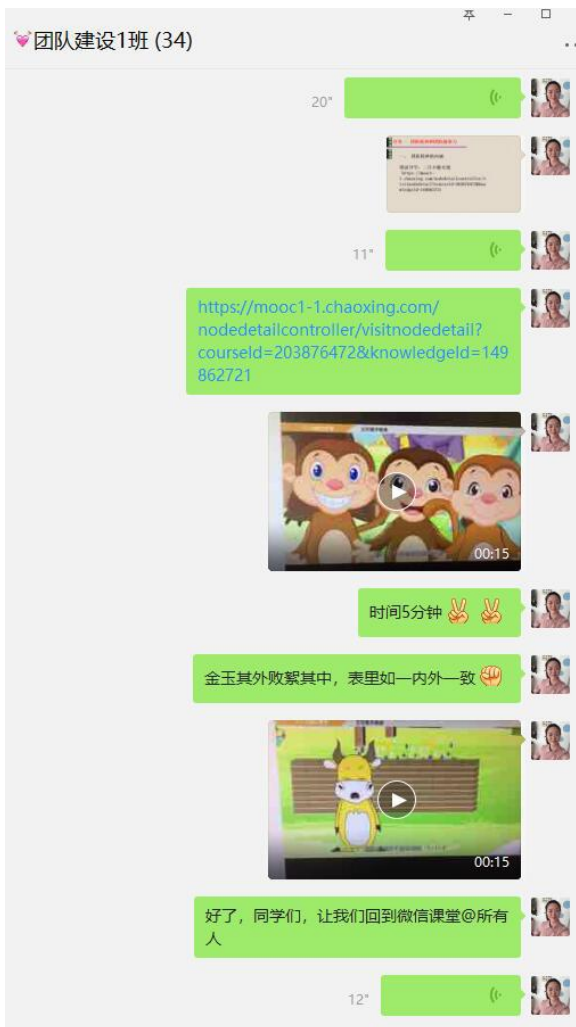 💓团队建设1班 (34)
20"
11"
https://mooc1-1.chaoxing.com/
nodedetailcontroller/visitnodedetail?
courseId=203876472&knowledgeId=149
862721
00:15
时间5分钟✌✌
金玉其外败絮其中，表里如一内外一致✊
00:15
好了，同学们，让我们回到微信课堂@所有
人
12"